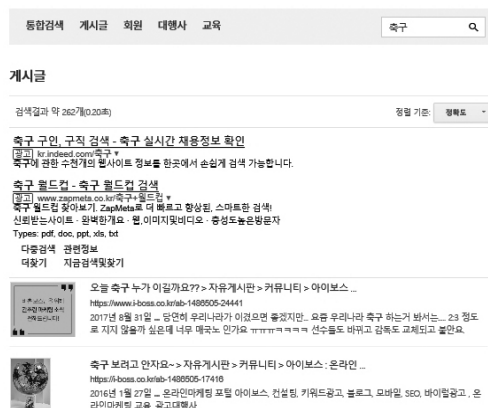 통합검색 게시글 회원 대행사 교육
축구
게시글
검색결과 약 262개(0.20초)
정렬 기준: 정확도
축구 구인, 구직 검색 - 축구 실시간 채용정보 확인
광고 kr.indeed.com/축구
축구에 관한 수천개의 웹사이트 정보를 한곳에서 손쉽게 검색 가능합니다.
축구 월드컵 - 축구 월드컵 검색
광고 www.zapmeta.co.kr/축구+월드컵
축구 월드컵 찾아보기. ZapMeta로 더 빠르고 향상된, 스마트한 검색!
신뢰받는사이트 · 완벽한개요 · 웹,이미지및비디오 · 충성도높은방문자
Types: pdf, doc, ppt, xls, txt
다중검색 관련정보
더찾기 지금검색및찾기
오늘 축구 누가 이길까요?? > 자유게시판 > 커뮤니티 > 아이보스 ...
https://www.i-boss.co.kr/ab-1486505-24441
2017년 8월 31일 ... 당연히 우리나라가 이겼으면 좋겠지만... 요즘 우리나라 축구 하는거 봐서는.... 2:3 정도
로 지지 않을까 싶은데 너무 매국노 인가요 ㅠㅠㅠㅋㅋㅋㅋ 선수들도 바뀌고 감독도 교체되고 불만요.
축구 보려고 안자요~ > 자유게시판 > 커뮤니티 > 아이보스 : 온라인 ...
https://i-boss.co.kr/ab-1486505-17416
2016년 1월 27일 ... 온라인마케팅 포털 아이보스, 컨설팅, 키워드광고, 블로그, 모바일, SEO, 바이럴광고 , 온
라인마케팅 교육, 광고대행사